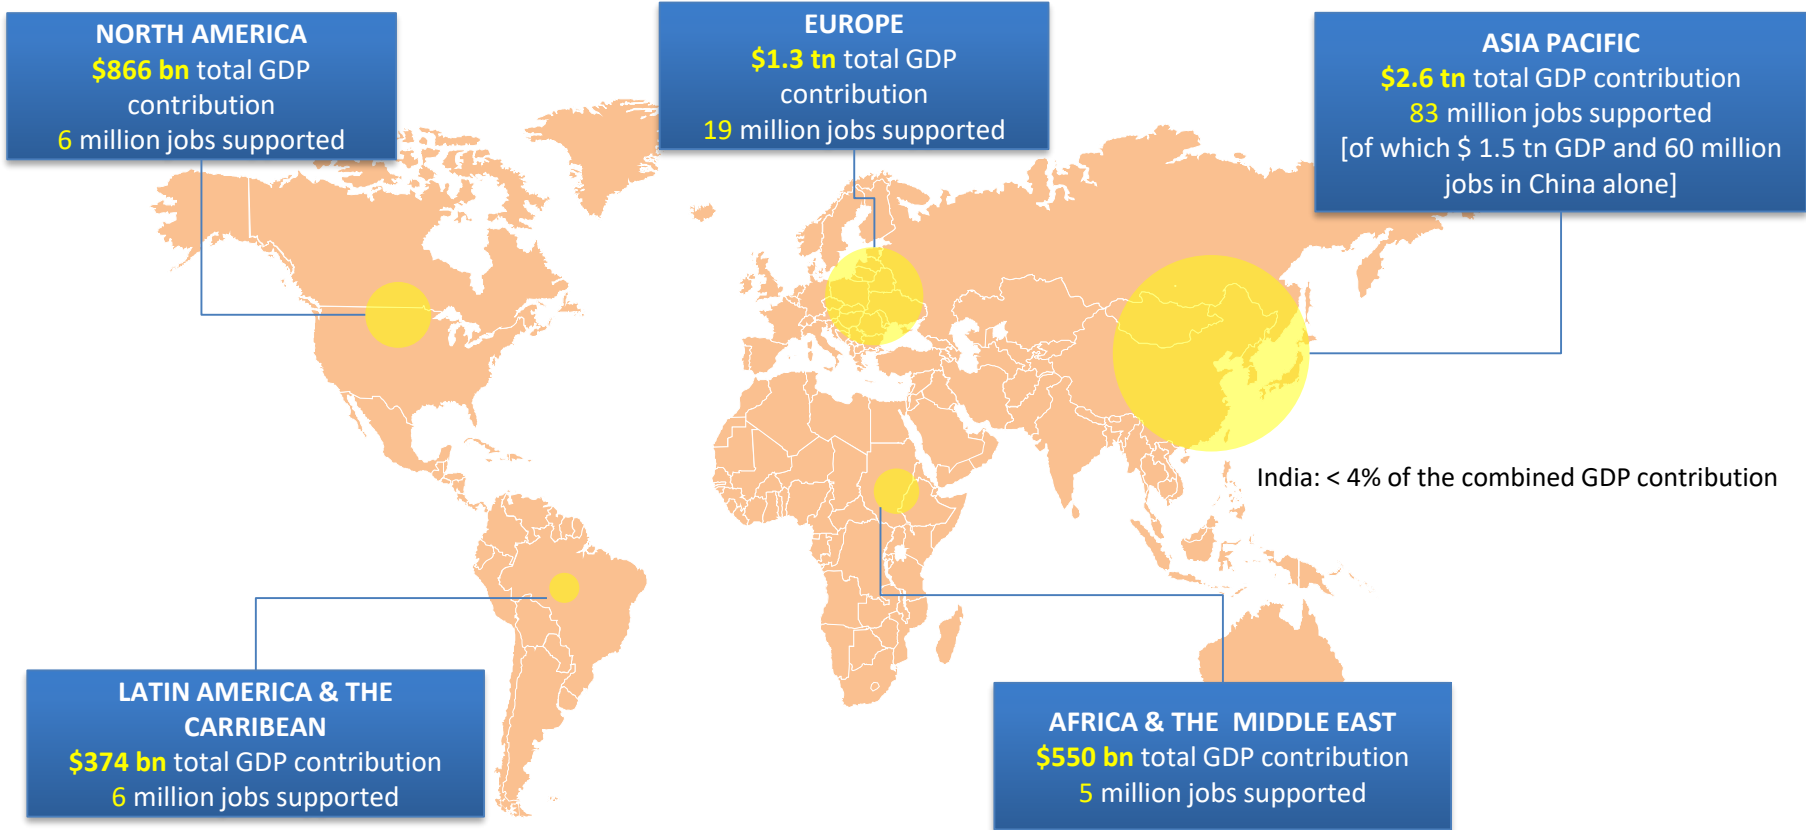 NORTH AMERICA
$866 bn total GDP
contribution
6 million jobs supported
EUROPE
$1.3 tn total GDP
contribution
19 million jobs supported
ASIA PACIFIC
$2.6 tn total GDP contribution
83 million jobs supported
[of which $ 1.5 tn GDP and 60 million
jobs in China alone]
India: < 4% of the combined GDP contribution
LATIN AMERICA & THE
CARRIBEAN
$374 bn total GDP contribution
6 million jobs supported
AFRICA & THE MIDDLE EAST
$550 bn total GDP contribution
5 million jobs supported